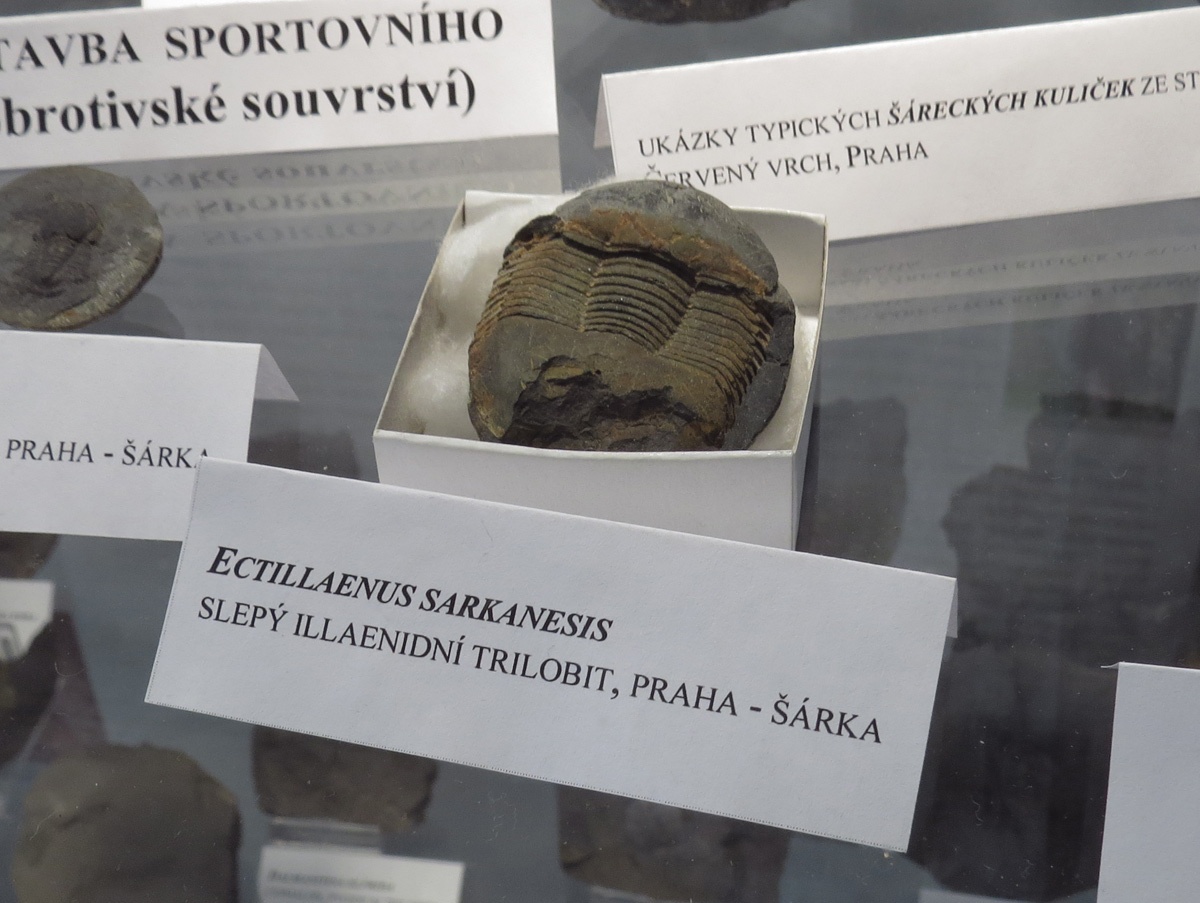 TAVBA SPORTOVNÍHO
obrotivské souvrství)
UKÁZKY TYPICKÝCH ŠÁRECKÝCH KULIČEK ZE ST
ČERVENÝ VRCH, PRAHA
PRAHA - ŠÁRKA
ECTILLAENUS SARKANESIS
SLEPÝ ILLAENIDNÍ TRILOBIT, PRAHA - ŠÁRKA